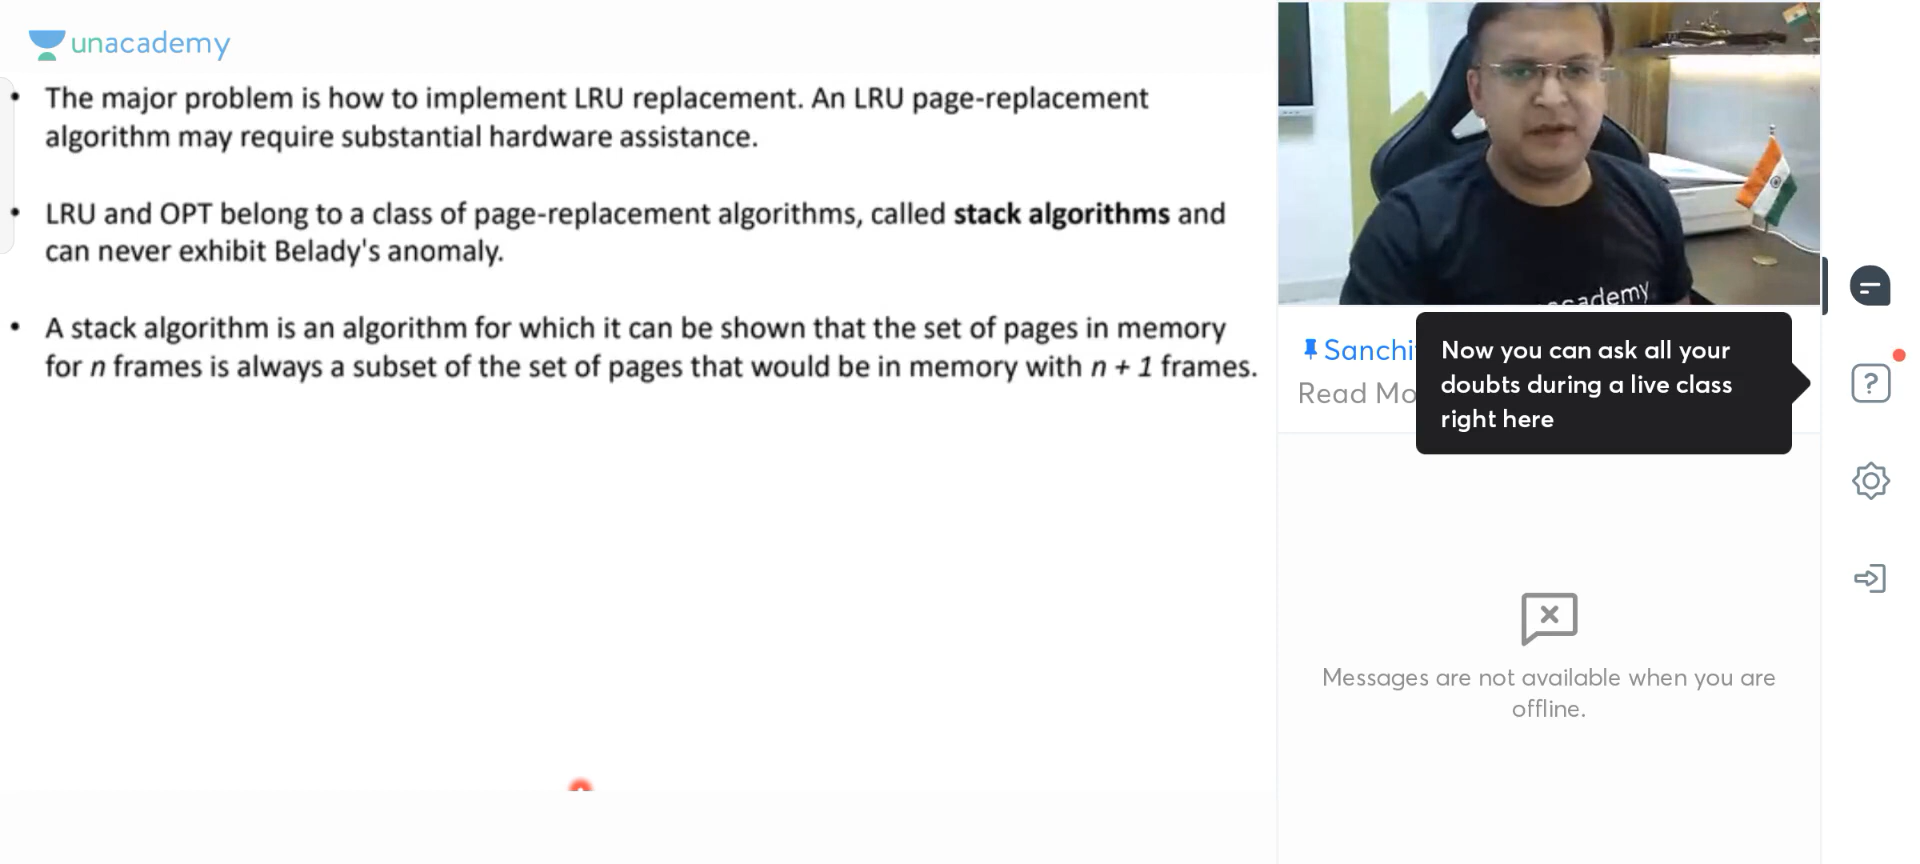 unacademy
• The major problem is how to implement LRU replacement. An LRU page-replacement
algorithm may require substantial hardware assistance.
• LRU and OPT belong to a class of page-replacement algorithms, called stack algorithms and
can never exhibit Belady's anomaly.
• A stack algorithm is an algorithm for which it can be shown that the set of pages in memory
for n frames is always a subset of the set of pages that would be in memory with n + 1 frames.
Now you can ask all your
doubts during a live class
right here
Read
Messages are not available when you are
offline.